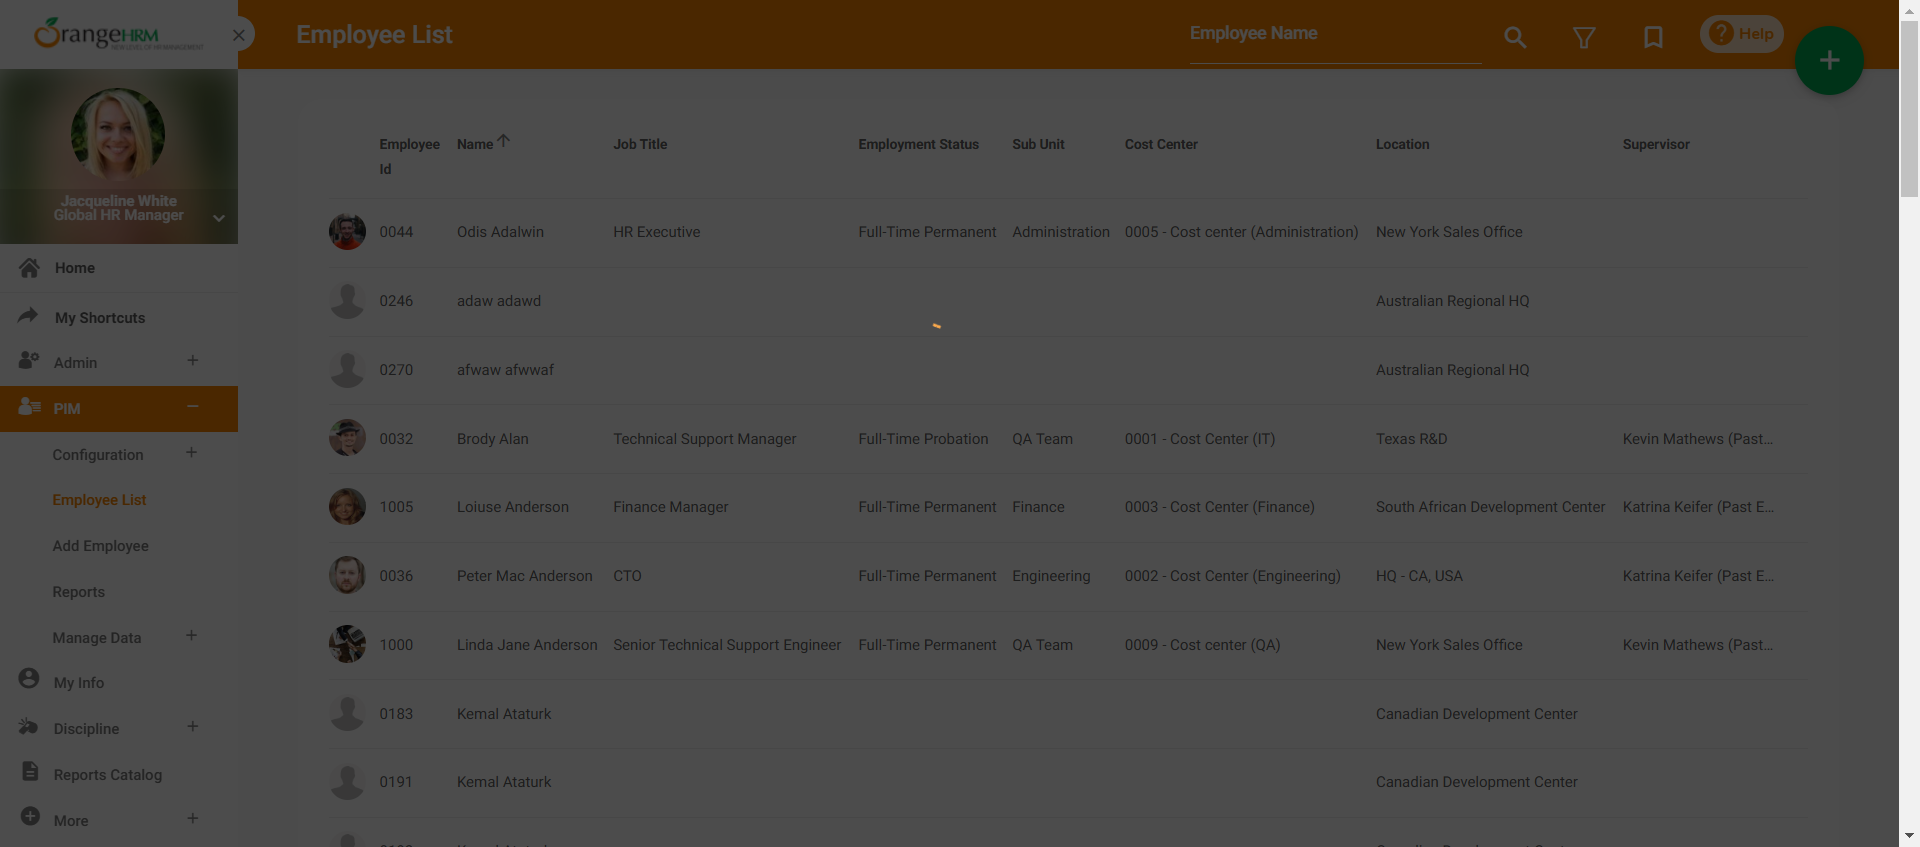 OrangeHRM
NEW LEVEL OF HR MANAGEMENT
Employee List
Employee Name
Help
Jacqueline White
Global HR Manager
Home
My Shortcuts
Admin
PIM
Configuration
Employee List
Add Employee
Reports
Manage Data
My Info
Discipline
Reports Catalog
More
Employee Id Name Job Title Employment Status Sub Unit Cost Center Location Supervisor
0044 Odis Adalwin HR Executive Full-Time Permanent Administration 0005 - Cost center (Administration) New York Sales Office
0246 adaw adawd Australian Regional HQ
0270 afwaw afwwaf Australian Regional HQ
0032 Brody Alan Technical Support Manager Full-Time Probation QA Team 0001 - Cost Center (IT) Texas R&D Kevin Mathews (Past...
1005 Loiuse Anderson Finance Manager Full-Time Permanent Finance 0003 - Cost Center (Finance) South African Development Center Katrina Keifer (Past E...
0036 Peter Mac Anderson CTO Full-Time Permanent Engineering 0002 - Cost Center (Engineering) HQ - CA, USA Katrina Keifer (Past E...
1000 Linda Jane Anderson Senior Technical Support Engineer Full-Time Permanent QA Team 0009 - Cost center (QA) New York Sales Office Kevin Mathews (Past...
0183 Kemal Ataturk Canadian Development Center
0191 Kemal Ataturk Canadian Development Center